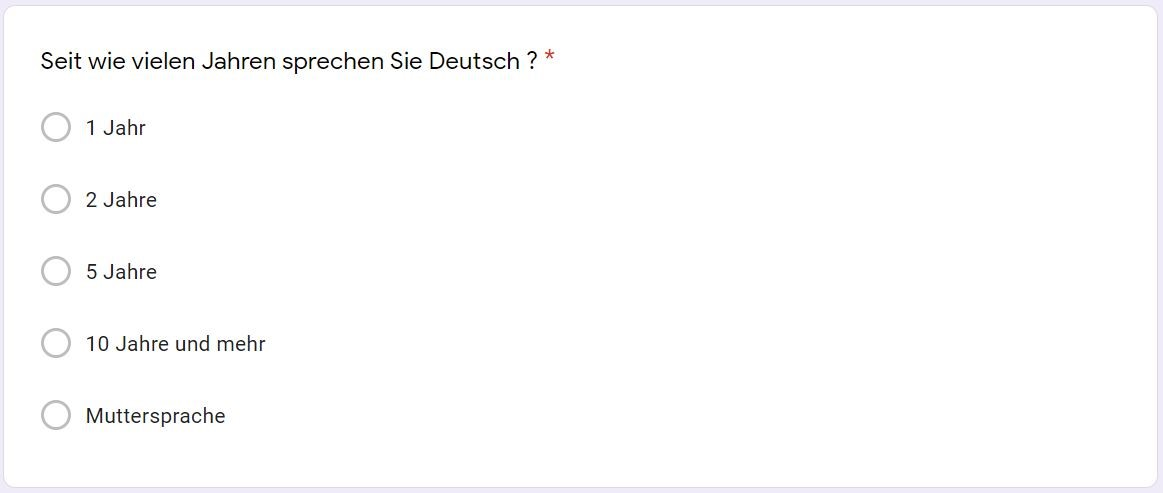 Seit wie vielen Jahren sprechen Sie Deutsch ? *
1 Jahr
2 Jahre
5 Jahre
10 Jahre und mehr
Muttersprache